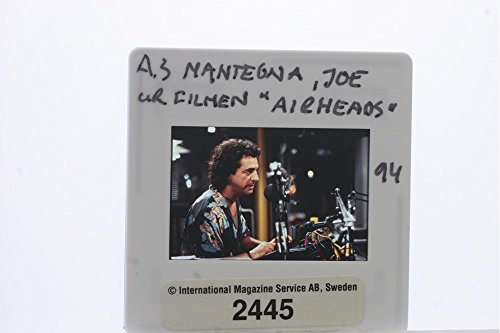 A.3 MANTEGNA, JOE
UR FILMEN "AIRHEADS"
94
© International Magazine Service AB, Sweden
2445